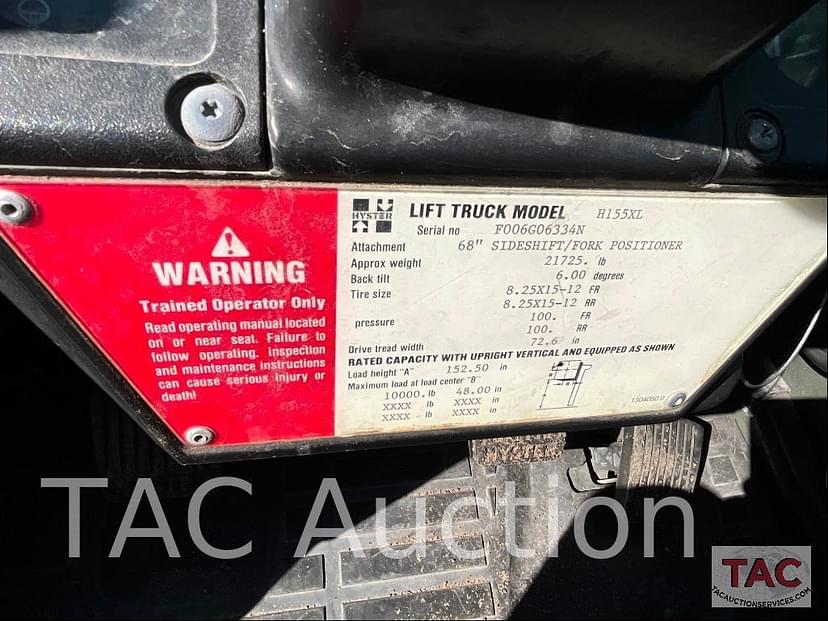 HYSTER
LIFT TRUCK MODEL H155XL
Serial no F006G06334N
Attachment 68" SIDESHIFT/FORK POSITIONER
Approx weight 21725. lb
Back tilt 6.00 degrees
Tire size 8.25X15-12 FR
8.25X15-12 RR
pressure 100. FR
100. RR
Drive tread width 72.6 in
RATED CAPACITY WITH UPRIGHT VERTICAL AND EQUIPPED AS SHOWN
Load height "A" 152.50 in
Maximum load at load center "B"
10000. lb 48.00 in
XXXX lb XXXX in
XXXX lb XXXX in
WARNING
Trained Operator Only
Read operating manual located
on or near seat. Failure to
follow operating, inspection
and maintenance instructions
can cause serious injury or
death!
TAC Auction
TAC
TACAUCTIONSERVICES.COM